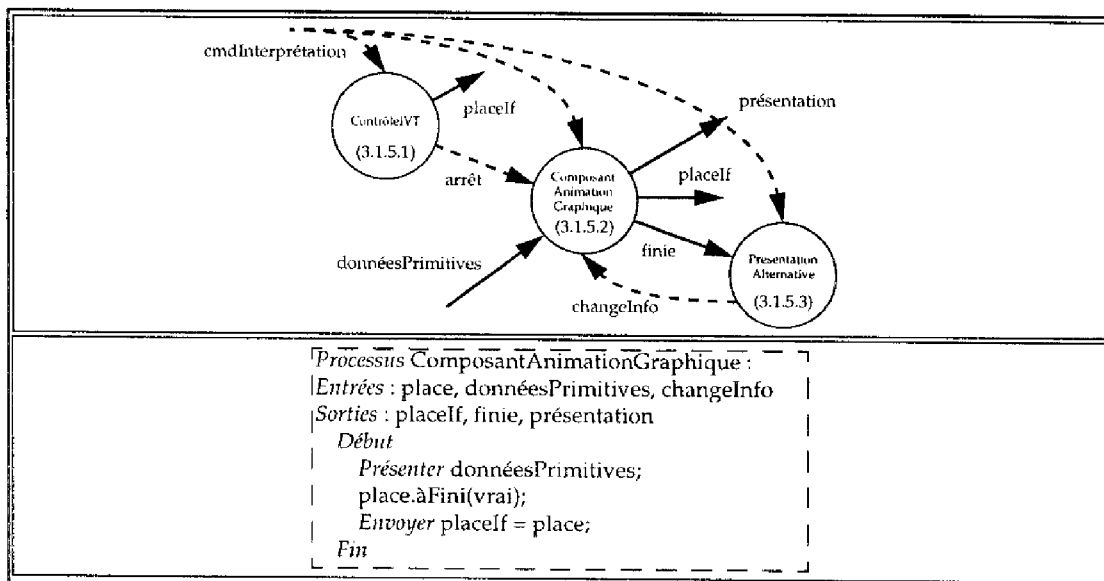 cmdInterprétation
placeIf
présentation
ContrôleIVT
(3.1.5.1)
arrêt
Composant
Animation
Graphique
(3.1.5.2)
placeIf
finie
donnéesPrimitives
Présentation
Alternative
(3.1.5.3)
changeInfo
Processus ComposantAnimationGraphique :
Entrées : place, donnéesPrimitives, changeInfo
Sorties : placeIf, finie, présentation
Début
Présenter donnéesPrimitives;
place.àFini(vrai);
Envoyer placeIf = place;
Fin